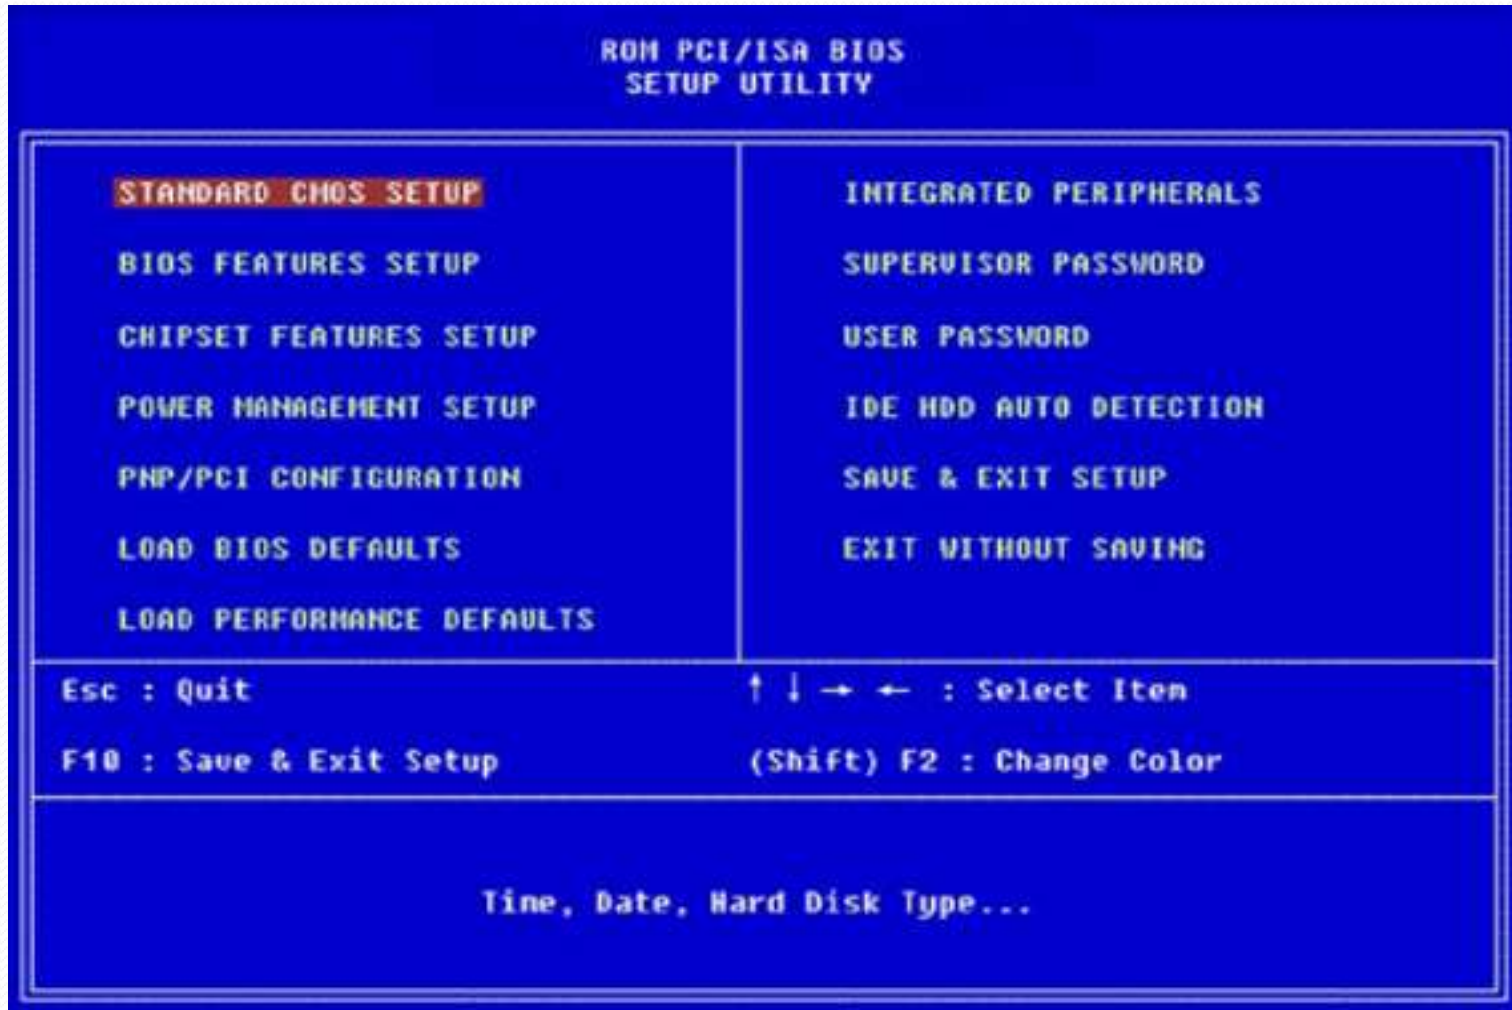 ROM PCI/ISA BIOS
SETUP UTILITY
STANDARD CMOS SETUP
BIOS FEATURES SETUP
CHIPSET FEATURES SETUP
POWER MANAGEMENT SETUP
PNP/PCI CONFIGURATION
LOAD BIOS DEFAULTS
LOAD PERFORMANCE DEFAULTS
INTEGRATED PERIPHERALS
SUPERVISOR PASSWORD
USER PASSWORD
IDE HDD AUTO DETECTION
SAVE & EXIT SETUP
EXIT WITHOUT SAVING
Esc : Quit
↑ ↓ → ← : Select Item
F10 : Save & Exit Setup
(Shift) F2 : Change Color
Time, Date, Hard Disk Type...